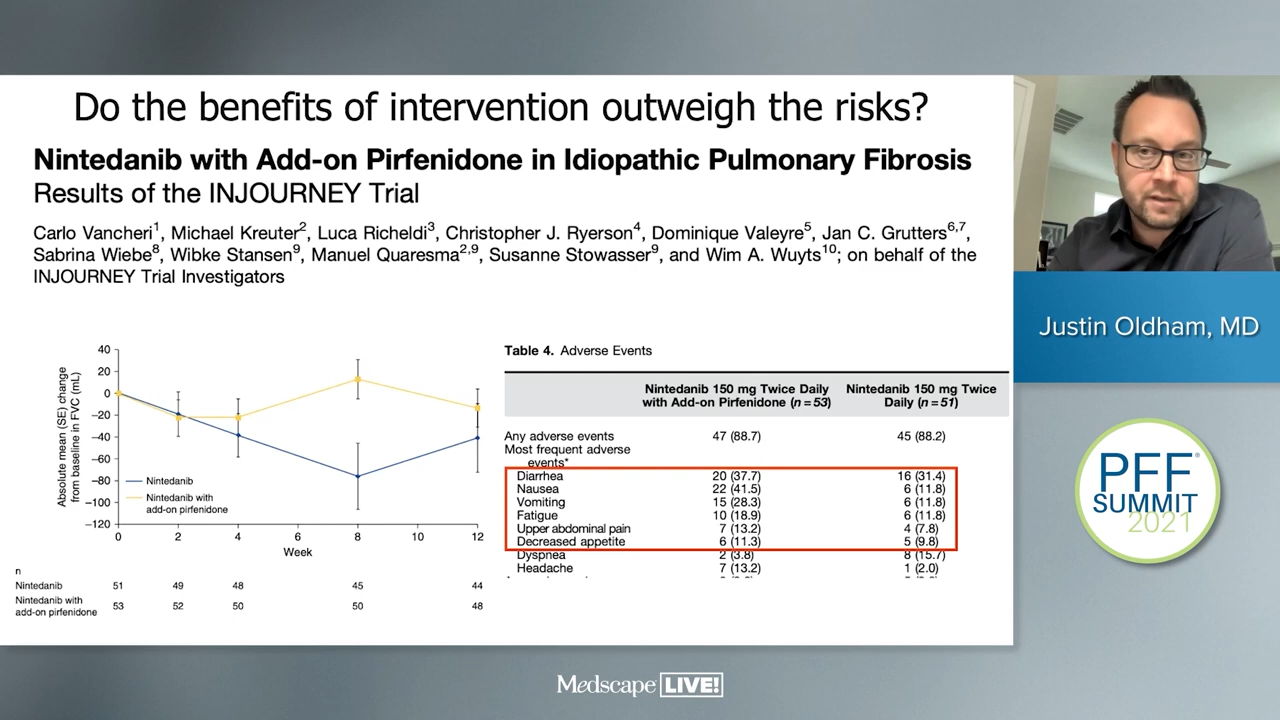 Do the benefits of intervention outweigh the risks?
Nintedanib with Add-on Pirfenidone in Idiopathic Pulmonary Fibrosis
Results of the INJOURNEY Trial
Carlo Vancheri1, Michael Kreuter2, Luca Richeldi3, Christopher J. Ryerson4, Dominique Valeyre5, Jan C. Grutters6,7,
Sabrina Wiebe8, Wibke Stansen9, Manuel Quaresma2,9, Susanne Stowasser9, and Wim A. Wuyts10; on behalf of the
INJOURNEY Trial Investigators
Absolute mean (SE) change
from baseline in FVC (mL)
40
20
0
−20
−40
−60
−80
−100
−120
Nintedanib
Nintedanib with
add-on pirfenidone
0 2 4 6 8 10 12
Week
n
Nintedanib 51 49 48 45 44
Nintedanib with
add-on pirfenidone 53 52 50 50 48
Table 4. Adverse Events
Nintedanib 150 mg Twice Daily
with Add-on Pirfenidone (n = 53)
Nintedanib 150 mg Twice
Daily (n = 51)
Any adverse events 47 (88.7) 45 (88.2)
Most frequent adverse
events*
Diarrhea 20 (37.7) 16 (31.4)
Nausea 22 (41.5) 6 (11.8)
Vomiting 15 (28.3) 6 (11.8)
Fatigue 10 (18.9) 6 (11.8)
Upper abdominal pain 7 (13.2) 4 (7.8)
Decreased appetite 6 (11.3) 5 (9.8)
Dyspnea 2 (3.8) 8 (15.7)
Headache 7 (13.2) 1 (2.0)
Justin Oldham, MD
PFF®
SUMMIT
2021
Medscape LIVE!